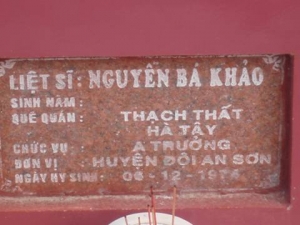 LIỆT SĨ: NGUYỄN BÁ KHẢO
SINH NĂM:
QUÊ QUÁN: THẠCH THẤT
HÀ TÂY
CHỨC VỤ: A TRƯỞNG
ĐƠN VỊ: HUYỆN ĐỘI AN SƠN
NGÀY HY SINH: 06-12-1974